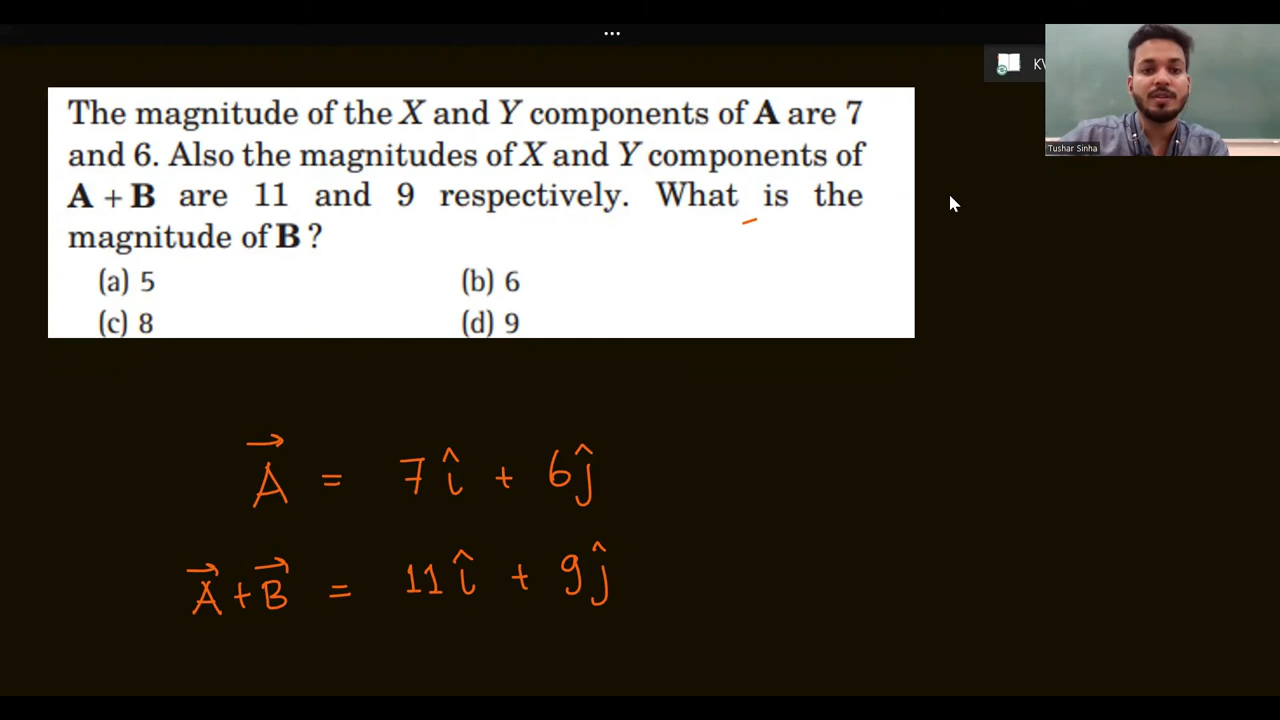 ...
KV
Tushar Sinha
The magnitude of the X and Y components of A are 7
and 6. Also the magnitudes of X and Y components of
A + B are 11 and 9 respectively. What is the
magnitude of B ?
(a) 5 (b) 6
(c) 8 (d) 9
A⃗ = 7î + 6ĵ
A⃗ + B⃗ = 11î + 9ĵ